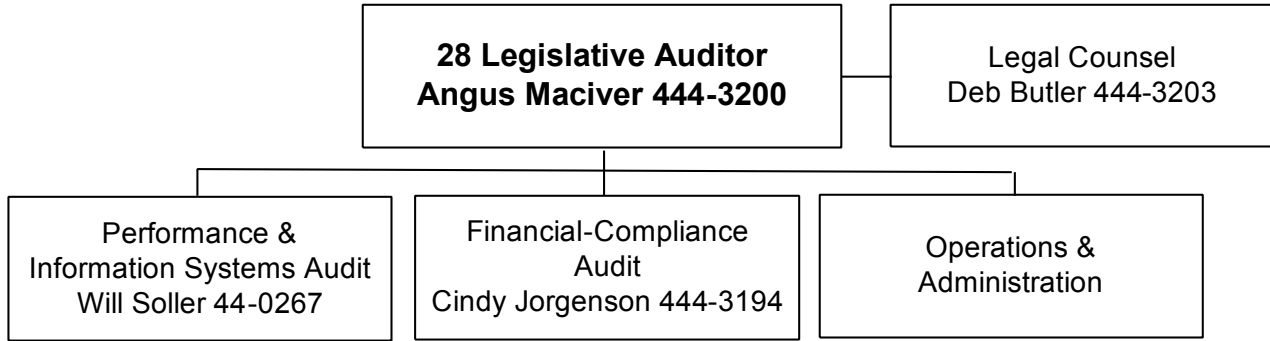 28 Legislative Auditor
Angus Maciver 444-3200
Legal Counsel
Deb Butler 444-3203
Performance &
Information Systems Audit
Will Soller 44-0267
Financial-Compliance
Audit
Cindy Jorgenson 444-3194
Operations &
Administration